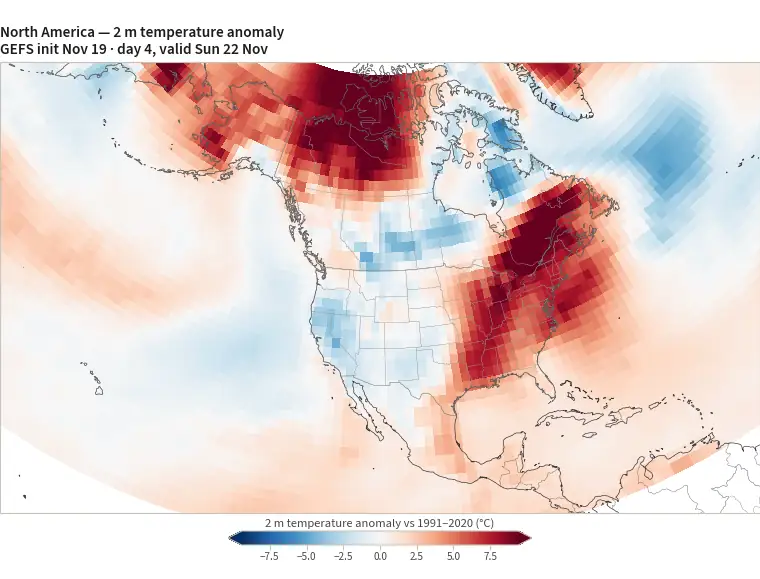 North America — 2 m temperature anomaly
GEFS init Nov 19 · day 4, valid Sun 22 Nov
2 m temperature anomaly vs 1991–2020 (°C)
−7.5 −5.0 −2.5 0.0 2.5 5.0 7.5